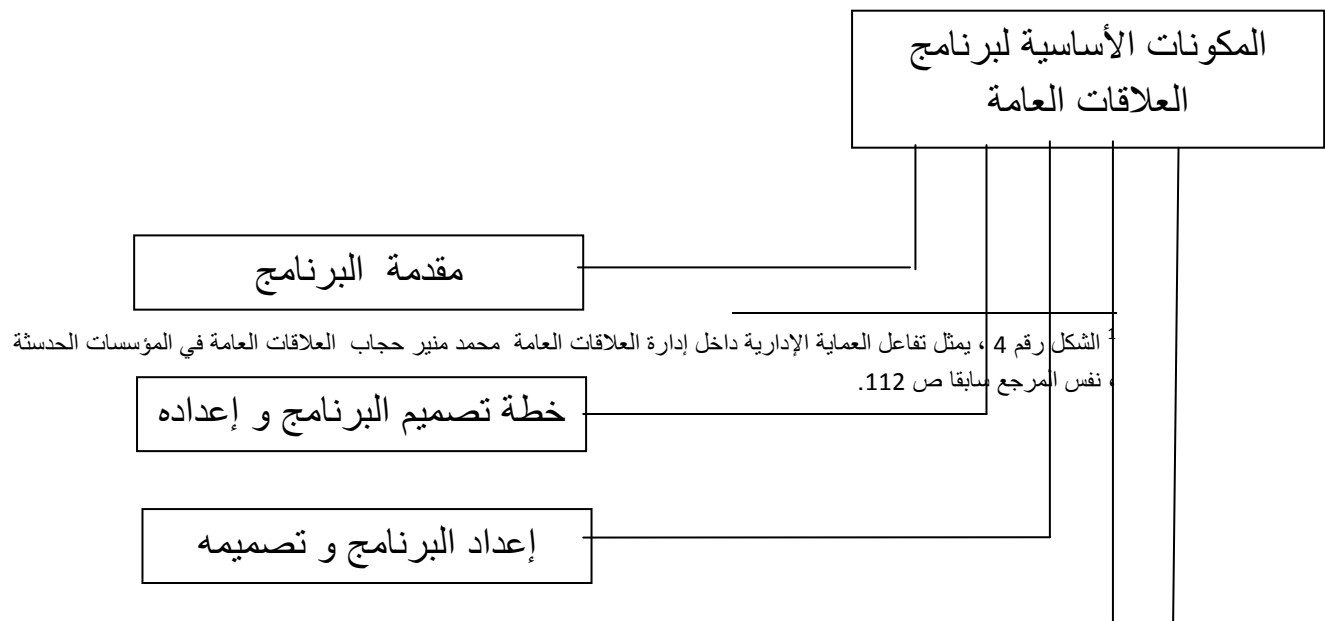 المكونات الأساسية لبرنامج
العلاقات العامة
مقدمة البرنامج
1 الشكل رقم 4 ، يمثل تفاعل العماية الإدارية داخل إدارة العلاقات العامة محمد منير حجاب العلاقات العامة في المؤسسات الحدسثة
، نفس المرجع سابقا ص 112.
خطة تصميم البرنامج و إعداده
إعداد البرنامج و تصميمه